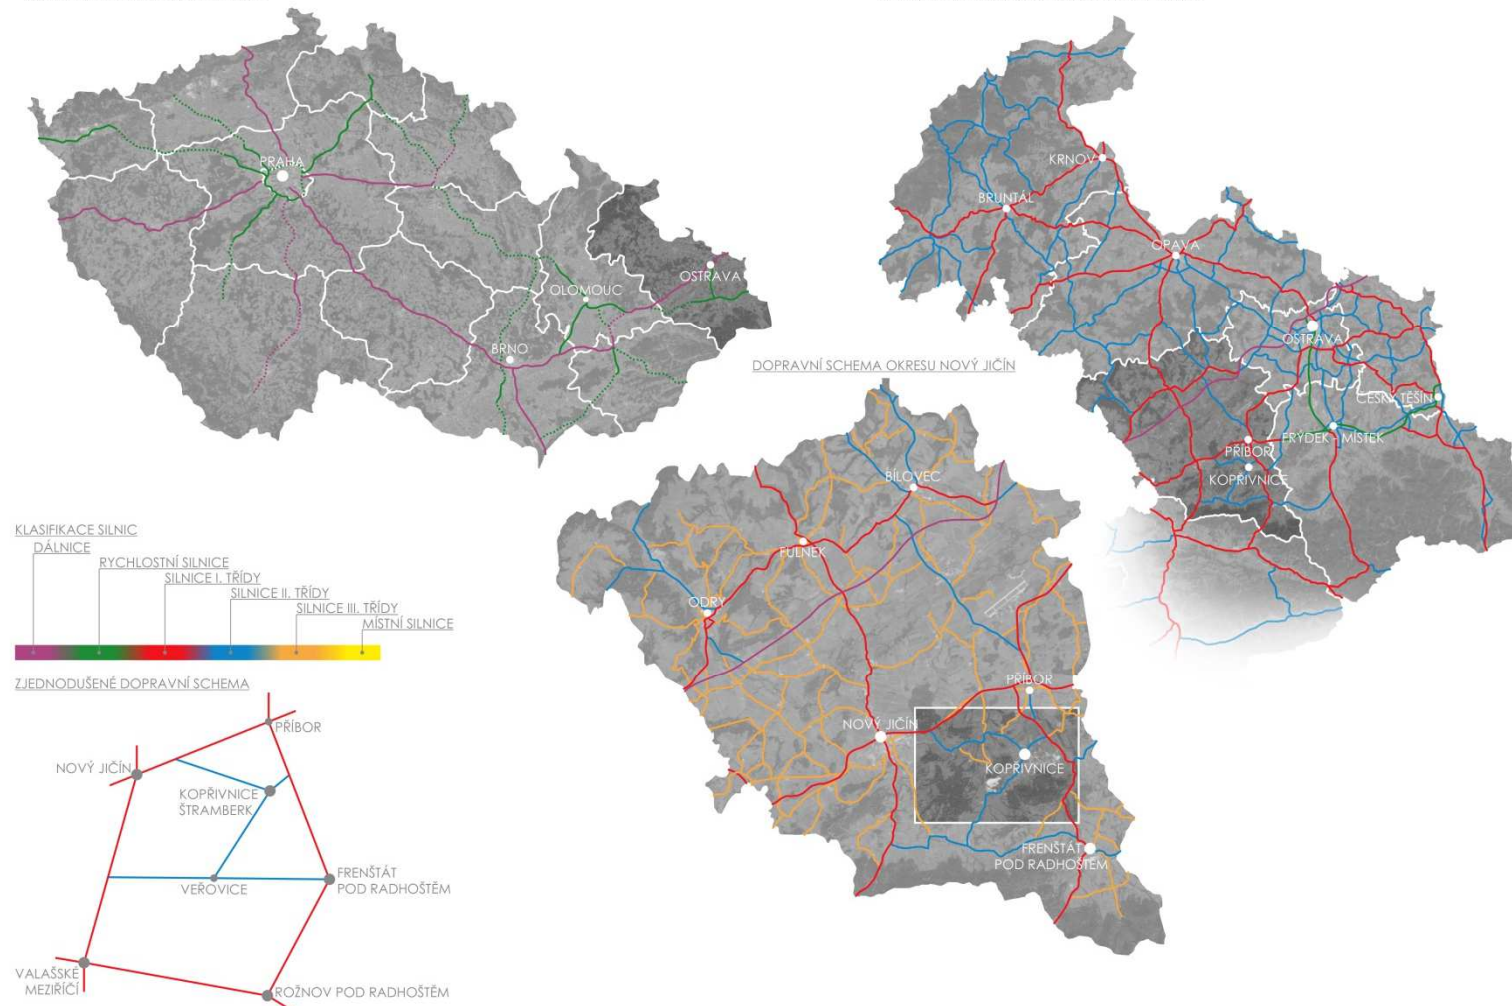 PRAHA
OLOMOUC
OSTRAVA
BRNO
KRNOV
BRUNTÁL
OPAVA
OSTRAVA
ČESKÝ TĚŠÍN
FRÝDEK - MÍSTEK
PŘÍBOR
KOPŘIVNICE
DOPRAVNÍ SCHEMA OKRESU NOVÝ JIČÍN
BÍLOVEC
FULNEK
ODRY
PŘÍBOR
NOVÝ JIČÍN
KOPŘIVNICE
FRENŠTÁT
POD RADHOŠTĚM
KLASIFIKACE SILNIC
DÁLNICE
RYCHLOSTNÍ SILNICE
SILNICE I. TŘÍDY
SILNICE II. TŘÍDY
SILNICE III. TŘÍDY
MÍSTNÍ SILNICE
ZJEDNODUŠENÉ DOPRAVNÍ SCHEMA
PŘÍBOR
NOVÝ JIČÍN
KOPŘIVNICE
ŠTRAMBERK
VEŘOVICE
FRENŠTÁT
POD RADHOŠTĚM
VALAŠSKÉ
MEZIŘÍČÍ
ROŽNOV POD RADHOŠTĚM